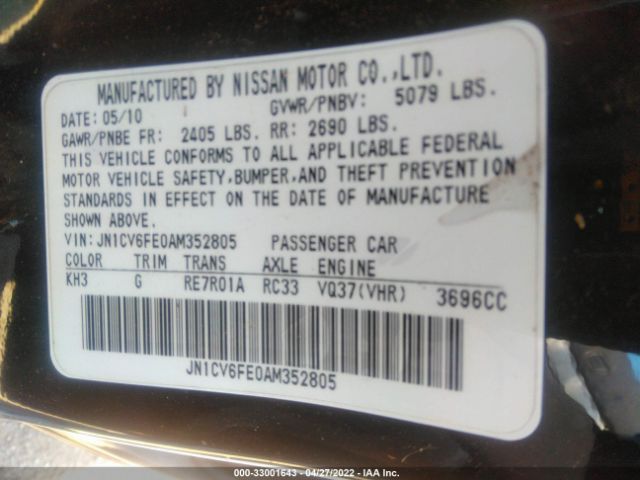 MANUFACTURED BY NISSAN MOTOR CO.,LTD.
DATE: 05/10 GVWR/PNBV: 5079 LBS.
GAWR/PNBE FR: 2405 LBS. RR: 2690 LBS.
THIS VEHICLE CONFORMS TO ALL APPLICABLE FEDERAL
MOTOR VEHICLE SAFETY,BUMPER,AND THEFT PREVENTION
STANDARDS IN EFFECT ON THE DATE OF MANUFACTURE
SHOWN ABOVE.
VIN:JN1CV6FE0AM352805 PASSENGER CAR
COLOR TRIM TRANS AXLE ENGINE
KH3 G RE7R01A RC33 VQ37(VHR) 3696CC
JN1CV6FE0AM352805
000-33001643 - 04/27/2022 - IAA Inc.